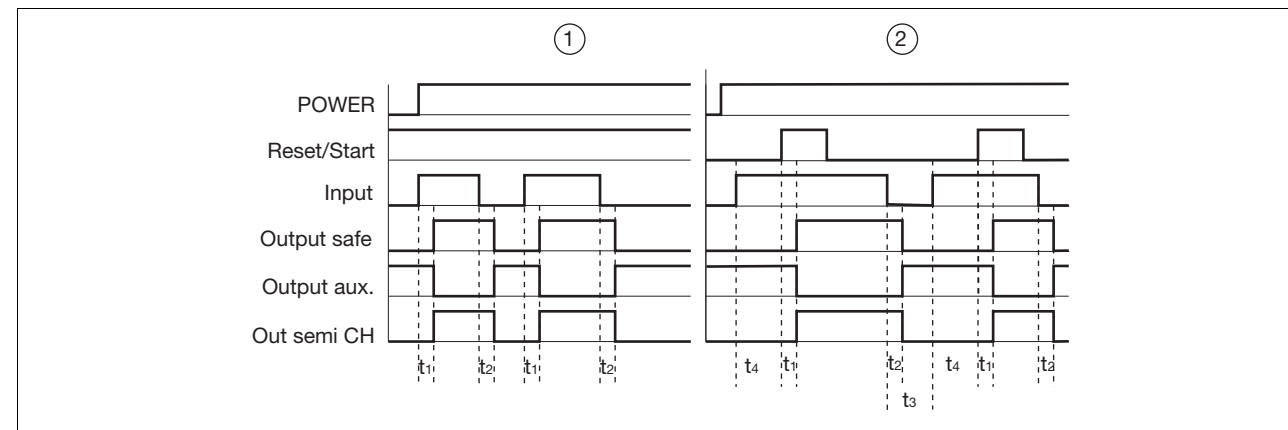 1 2
POWER
Reset/Start
Input
Output safe
Output aux.
Out semi CH
t1 t2 t1 t2 t4 t1 t2 t4 t1 t2
t3